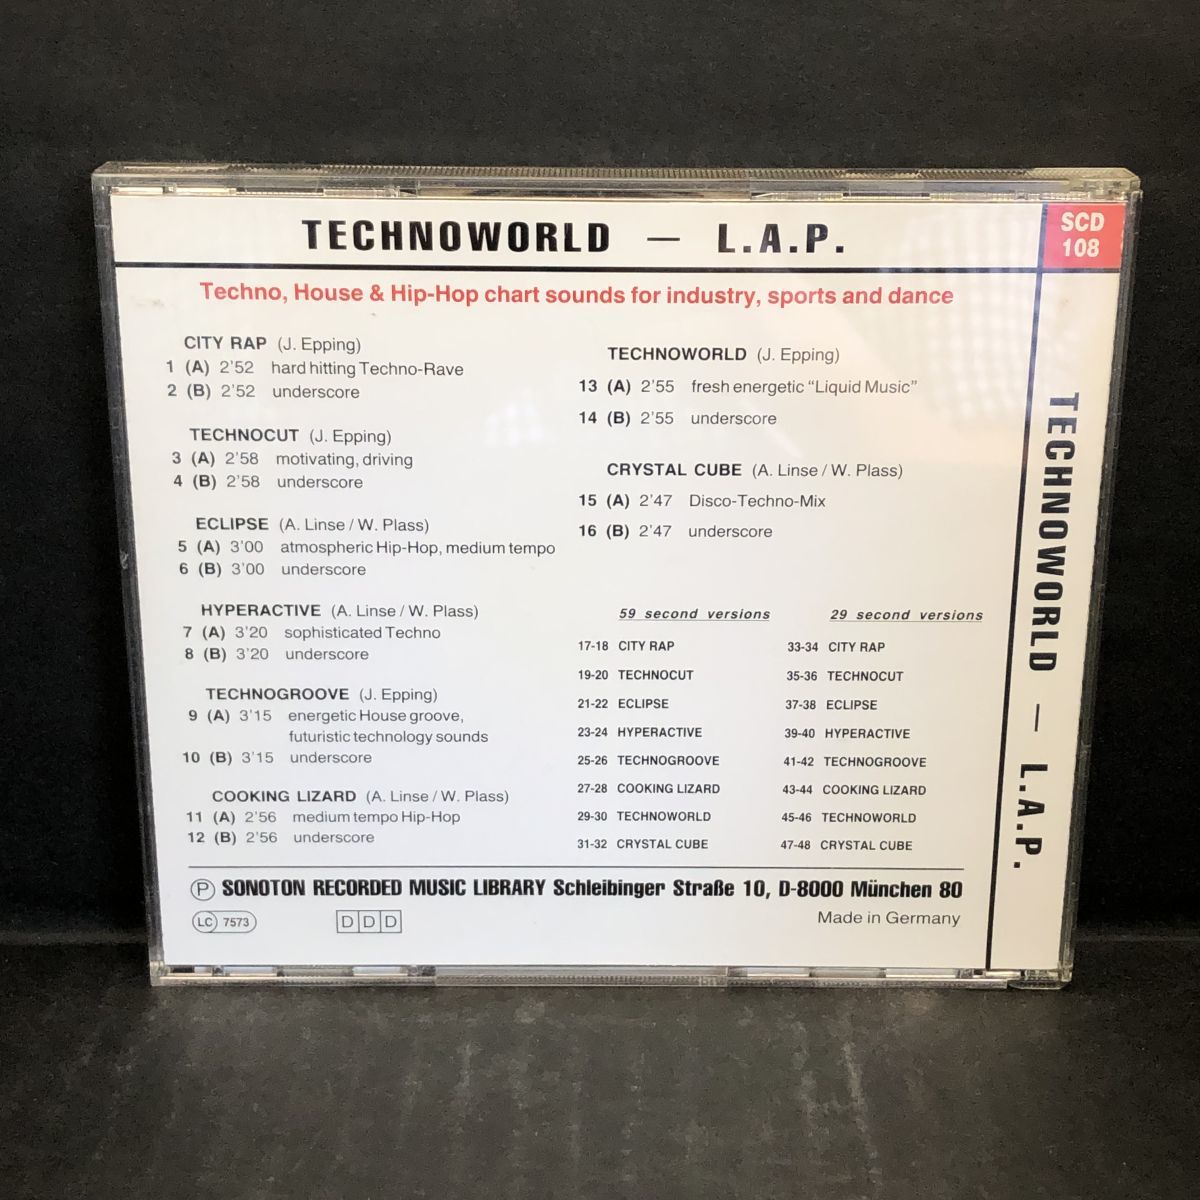 TECHNOWORLD — L.A.P.
SCD
108
Techno, House & Hip-Hop chart sounds for industry, sports and dance
CITY RAP (J. Epping)
1 (A) 2'52 hard hitting Techno-Rave
2 (B) 2'52 underscore
TECHNOCUT (J. Epping)
3 (A) 2'58 motivating, driving
4 (B) 2'58 underscore
ECLIPSE (A. Linse / W. Plass)
5 (A) 3'00 atmospheric Hip-Hop, medium tempo
6 (B) 3'00 underscore
HYPERACTIVE (A. Linse / W. Plass)
7 (A) 3'20 sophisticated Techno
8 (B) 3'20 underscore
TECHNOGROOVE (J. Epping)
9 (A) 3'15 energetic House groove,
futuristic technology sounds
10 (B) 3'15 underscore
COOKING LIZARD (A. Linse / W. Plass)
11 (A) 2'56 medium tempo Hip-Hop
12 (B) 2'56 underscore
TECHNOWORLD (J. Epping)
13 (A) 2'55 fresh energetic “Liquid Music”
14 (B) 2'55 underscore
CRYSTAL CUBE (A. Linse / W. Plass)
15 (A) 2'47 Disco-Techno-Mix
16 (B) 2'47 underscore
59 second versions
17-18 CITY RAP
19-20 TECHNOCUT
21-22 ECLIPSE
23-24 HYPERACTIVE
25-26 TECHNOGROOVE
27-28 COOKING LIZARD
29-30 TECHNOWORLD
31-32 CRYSTAL CUBE
29 second versions
33-34 CITY RAP
35-36 TECHNOCUT
37-38 ECLIPSE
39-40 HYPERACTIVE
41-42 TECHNOGROOVE
43-44 COOKING LIZARD
45-46 TECHNOWORLD
47-48 CRYSTAL CUBE
Ⓟ SONOTON RECORDED MUSIC LIBRARY Schleibinger Straße 10, D-8000 München 80
LC 7573
DDD
Made in Germany
TECHNOWORLD — L.A.P.